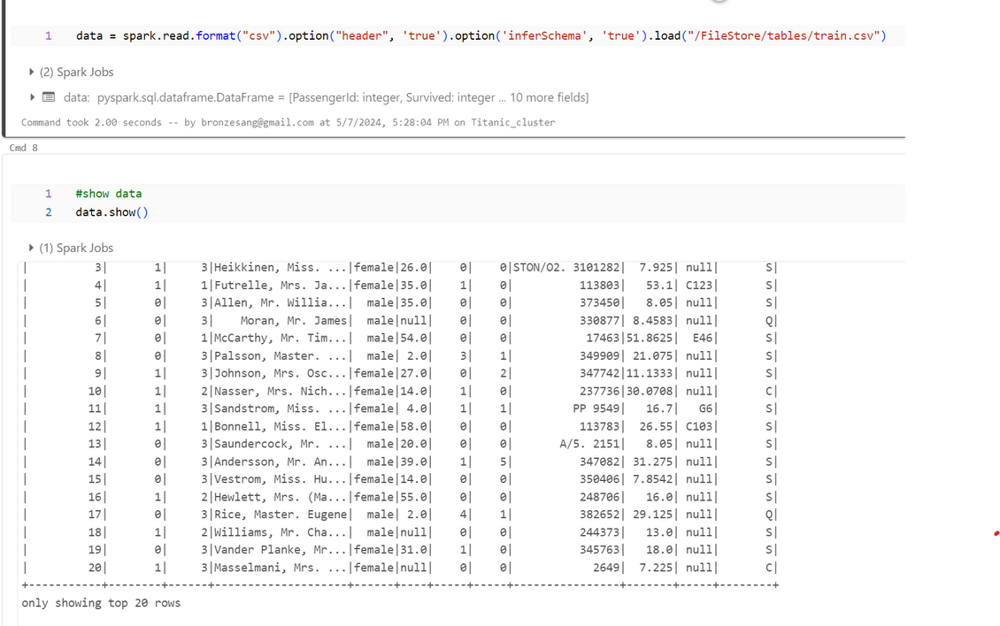 1 data = spark.read.format("csv").option("header", 'true').option('inferSchema', 'true').load("/FileStore/tables/train.csv")
(2) Spark Jobs
data: pyspark.sql.dataframe.DataFrame = [PassengerId: integer, Survived: integer ... 10 more fields]
Command took 2.00 seconds -- by bronzesang@gmail.com at 5/7/2024, 5:28:04 PM on Titanic_cluster
Cmd 8
1 #show data
2 data.show()
(1) Spark Jobs
|          3|       1|     3|Heikkinen, Miss. ...|female|26.0|    0|    0|STON/O2. 3101282|  7.925| null|       S|
|          4|       1|     1|Futrelle, Mrs. Ja...|female|35.0|    1|    0|          113803|   53.1| C123|       S|
|          5|       0|     3|Allen, Mr. Willia...|  male|35.0|    0|    0|          373450|   8.05| null|       S|
|          6|       0|     3|    Moran, Mr. James|  male|null|    0|    0|          330877| 8.4583| null|       Q|
|          7|       0|     1|McCarthy, Mr. Tim...|  male|54.0|    0|    0|           17463|51.8625|  E46|       S|
|          8|       0|     3|Palsson, Master. ...|  male| 2.0|    3|    1|          349909| 21.075| null|       S|
|          9|       1|     3|Johnson, Mrs. Osc...|female|27.0|    0|    2|          347742|11.1333| null|       S|
|         10|       1|     2|Nasser, Mrs. Nich...|female|14.0|    1|    0|          237736|30.0708| null|       C|
|         11|       1|     3|Sandstrom, Miss. ...|female| 4.0|    1|    1|         PP 9549|   16.7|   G6|       S|
|         12|       1|     1|Bonnell, Miss. El...|female|58.0|    0|    0|          113783|  26.55| C103|       S|
|         13|       0|     3|Saundercock, Mr. ...|  male|20.0|    0|    0|       A/5. 2151|   8.05| null|       S|
|         14|       0|     3|Andersson, Mr. An...|  male|39.0|    1|    5|          347082| 31.275| null|       S|
|         15|       0|     3|Vestrom, Miss. Hu...|female|14.0|    0|    0|          350406| 7.8542| null|       S|
|         16|       1|     2|Hewlett, Mrs. (Ma...|female|55.0|    0|    0|          248706|   16.0| null|       S|
|         17|       0|     3|Rice, Master. Eugene|  male| 2.0|    4|    1|          382652| 29.125| null|       Q|
|         18|       1|     2|Williams, Mr. Cha...|  male|null|    0|    0|          244373|   13.0| null|       S|
|         19|       0|     3|Vander Planke, Mr...|female|31.0|    1|    0|          345763|   18.0| null|       S|
|         20|       1|     3|Masselmani, Mrs. ...|female|null|    0|    0|            2649|  7.225| null|       C|
+-----------+--------+------+--------------------+------+----+-----+-----+----------------+-------+-----+--------+
only showing top 20 rows